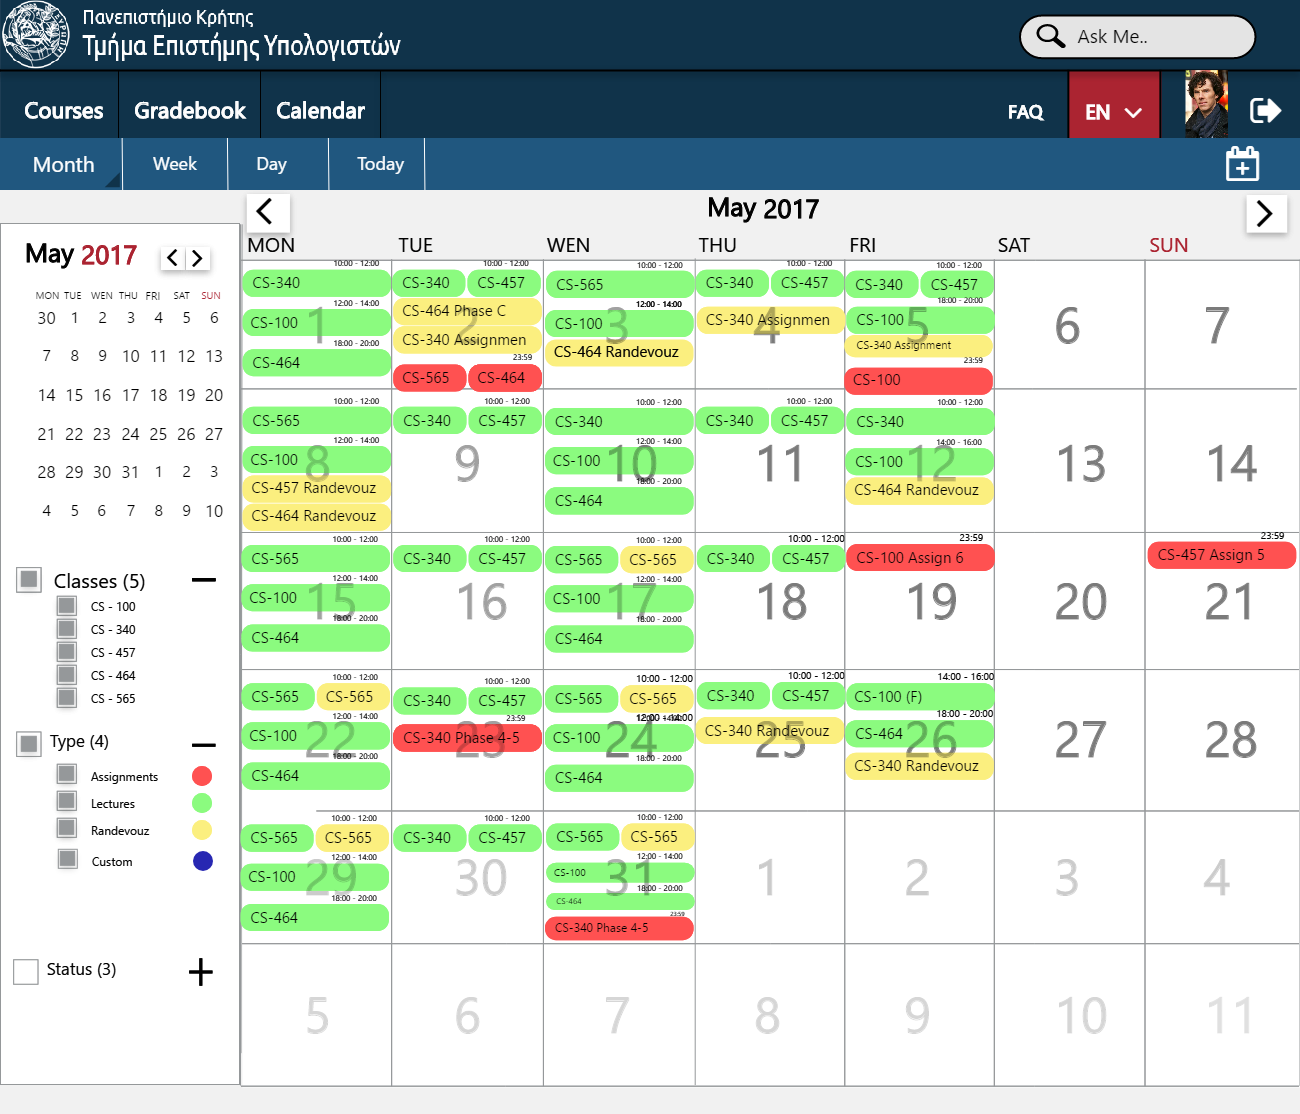 Πανεπιστήμιο Κρήτης
Τμήμα Επιστήμης Υπολογιστών
Ask Me..
Courses Gradebook Calendar FAQ EN
Month Week Day Today
May 2017
MON TUE WEN THU FRI SAT SUN
10:00 - 12:00 10:00 - 12:00 10:00 - 12:00 10:00 - 12:00 10:00 - 12:00
CS-340 CS-340 CS-457 CS-565 CS-340 CS-457 CS-340 CS-457
12:00 - 14:00 CS-464 Phase C 12:00 - 14:00 18:00 - 20:00
CS-100 CS-340 Assignmen CS-100 CS-340 Assignmen CS-100
1 2 3 4 5 6 7
18:00 - 20:00 23:59 CS-464 Randevouz CS-340 Assignment
CS-464 CS-565 CS-464 23:59
CS-100
10:00 - 12:00 10:00 - 12:00 10:00 - 12:00 10:00 - 12:00 10:00 - 12:00
CS-565 CS-340 CS-457 CS-340 CS-340 CS-457 CS-340
12:00 - 14:00 12:00 - 14:00 14:00 - 16:00
CS-100 CS-100 CS-100
8 9 10 11 12 13 14
CS-457 Randevouz 18:00 - 20:00 CS-464 Randevouz
CS-464 Randevouz CS-464
10:00 - 12:00 10:00 - 12:00 10:00 - 12:00 10:00 - 12:00 23:59 23:59
CS-565 CS-340 CS-457 CS-565 CS-565 CS-340 CS-457 CS-100 Assign 6 CS-457 Assign 5
12:00 - 14:00 12:00 - 14:00
CS-100 CS-100
15 16 17 18 19 20 21
18:00 - 20:00 18:00 - 20:00
CS-464 CS-464
10:00 - 12:00 10:00 - 12:00 10:00 - 12:00 10:00 - 12:00 14:00 - 16:00
CS-565 CS-565 CS-340 CS-457 CS-565 CS-565 CS-340 CS-457 CS-100 (F)
12:00 - 14:00 23:59 12:00 - 14:00 18:00 - 20:00
CS-100 CS-340 Phase 4-5 CS-100 CS-340 Randevouz CS-464
22 23 24 25 26 27 28
18:00 - 20:00 18:00 - 20:00 CS-340 Randevouz
CS-464 CS-464
10:00 - 12:00 10:00 - 12:00 10:00 - 12:00
CS-565 CS-565 CS-340 CS-457 CS-565 CS-565
12:00 - 14:00 12:00 - 14:00
CS-100 CS-100
29 30 31 1 2 3 4
18:00 - 20:00 18:00 - 20:00
CS-464 CS-464
23:59
CS-340 Phase 4-5
5 6 7 8 9 10 11
May 2017
MON TUE WEN THU FRI SAT SUN
30 1 2 3 4 5 6
7 8 9 10 11 12 13
14 15 16 17 18 19 20
21 22 23 24 25 26 27
28 29 30 31 1 2 3
4 5 6 7 8 9 10
Classes (5)
CS - 100
CS - 340
CS - 457
CS - 464
CS - 565
Type (4)
Assignments
Lectures
Randevouz
Custom
Status (3)